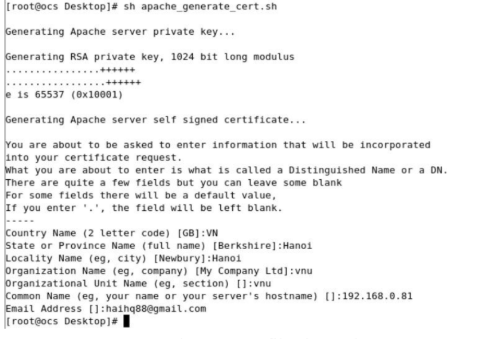 [root@ocs Desktop]# sh apache_generate_cert.sh
Generating Apache server private key...
Generating RSA private key, 1024 bit long modulus
................++++++
.................++++++
e is 65537 (0x10001)
Generating Apache server self signed certificate...
You are about to be asked to enter information that will be incorporated
into your certificate request.
What you are about to enter is what is called a Distinguished Name or a DN.
There are quite a few fields but you can leave some blank
For some fields there will be a default value,
If you enter '.', the field will be left blank.
-----
Country Name (2 letter code) [GB]:VN
State or Province Name (full name) [Berkshire]:Hanoi
Locality Name (eg, city) [Newbury]:Hanoi
Organization Name (eg, company) [My Company Ltd]:vnu
Organizational Unit Name (eg, section) []:vnu
Common Name (eg, your name or your server's hostname) []:192.168.0.81
Email Address []:haihq88@gmail.com
[root@ocs Desktop]#